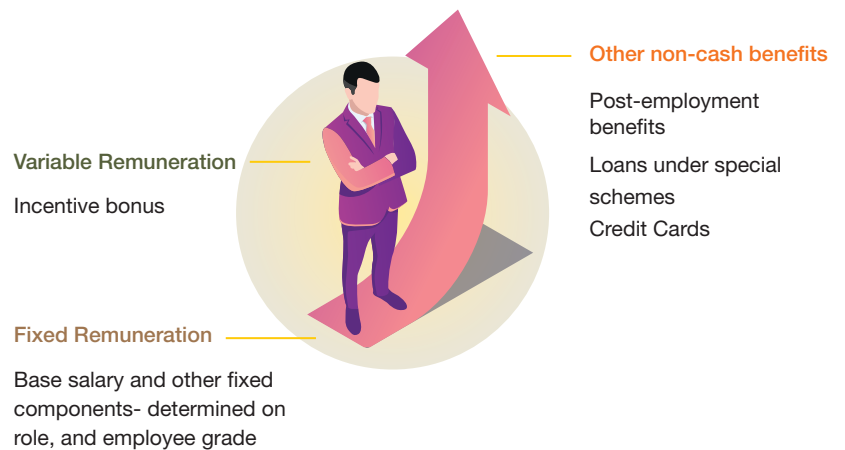 Variable Remuneration
Incentive bonus
Fixed Remuneration
Base salary and other fixed
components- determined on
role, and employee grade
Other non-cash benefits
Post-employment
benefits
Loans under special
schemes
Credit Cards